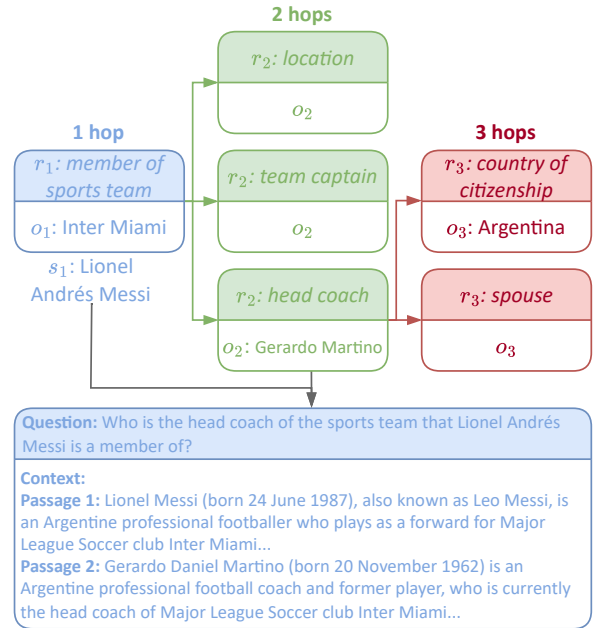 2 hops
r₂: location
o₂
1 hop
r₁: member of
sports team
o₁: Inter Miami
s₁: Lionel
Andrés Messi
r₂: team captain
o₂
r₂: head coach
o₂: Gerardo Martino
3 hops
r₃: country of
citizenship
o₃: Argentina
r₃: spouse
o₃
Question: Who is the head coach of the sports team that Lionel Andrés
Messi is a member of?
Context:
Passage 1: Lionel Messi (born 24 June 1987), also known as Leo Messi, is
an Argentine professional footballer who plays as a forward for Major
League Soccer club Inter Miami...
Passage 2: Gerardo Daniel Martino (born 20 November 1962) is an
Argentine professional football coach and former player, who is currently
the head coach of Major League Soccer club Inter Miami...